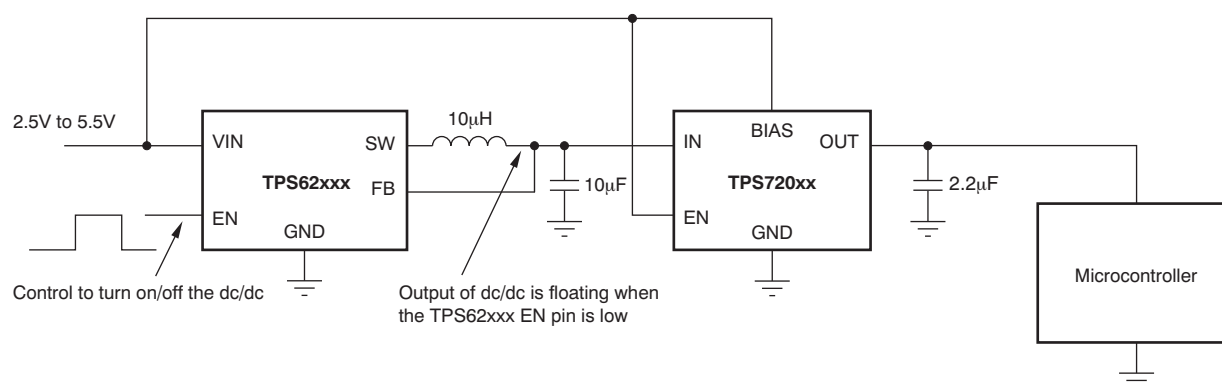 2.5V to 5.5V
VIN
SW
TPS62xxx
FB
EN
GND
10μH
10μF
IN
BIAS
OUT
TPS720xx
EN
GND
2.2μF
Microcontroller
Control to turn on/off the dc/dc
Output of dc/dc is floating when
the TPS62xxx EN pin is low